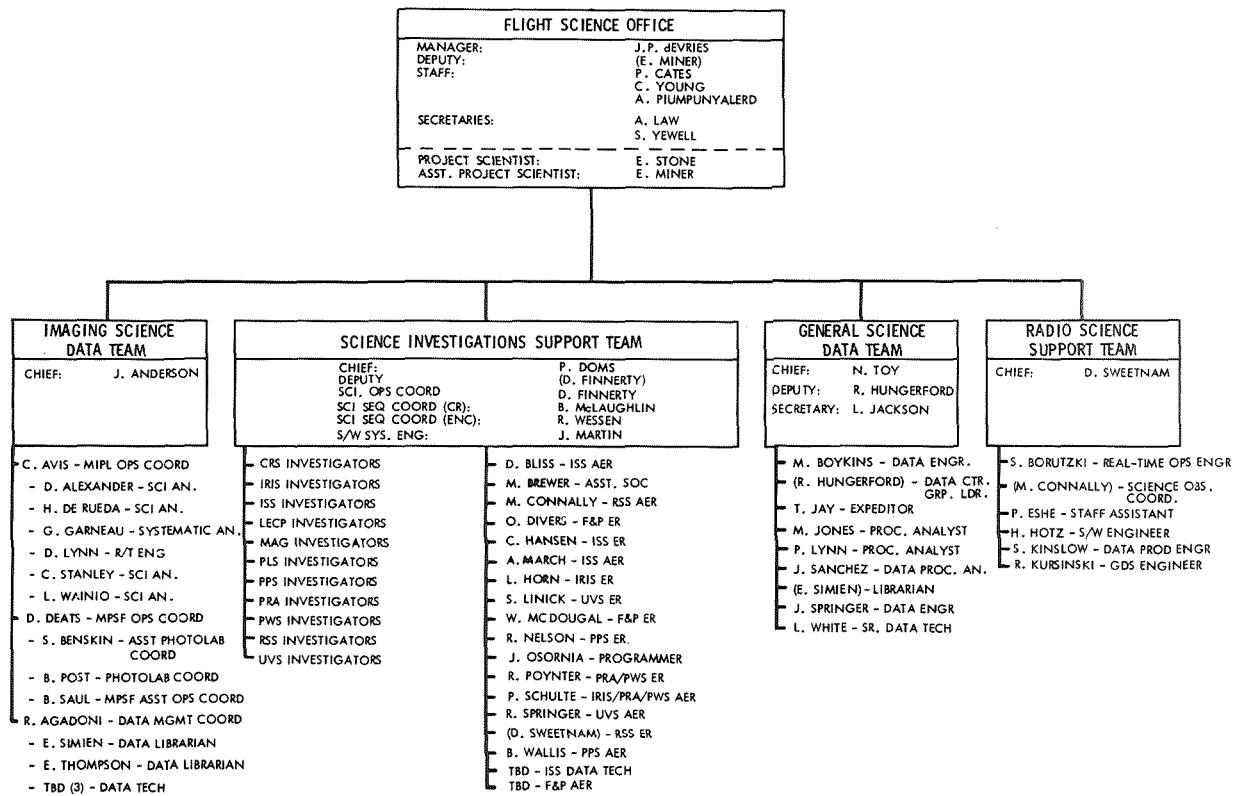 FLIGHT SCIENCE OFFICE
MANAGER: J.P. dEVRIES
DEPUTY: (E. MINER)
STAFF: P. CATES
C. YOUNG
A. PIUMPUNYALERD
SECRETARIES: A. LAW
S. YEWELL
PROJECT SCIENTIST: E. STONE
ASST. PROJECT SCIENTIST: E. MINER
IMAGING SCIENCE
DATA TEAM
CHIEF: J. ANDERSON
C. AVIS - MIPL OPS COORD
- D. ALEXANDER - SCI AN.
- H. DE RUEDA - SCI AN.
- G. GARNEAU - SYSTEMATIC AN.
- D. LYNN - R/T ENG
- C. STANLEY - SCI AN.
- L. WAINIO - SCI AN.
D. DEATS - MPSF OPS COORD
- S. BENSKIN - ASST PHOTOLAB
COORD
- B. POST - PHOTOLAB COORD
- B. SAUL - MPSF ASST OPS COORD
R. AGADONI - DATA MGMT COORD
- E. SIMIEN - DATA LIBRARIAN
- E. THOMPSON - DATA LIBRARIAN
- TBD (3) - DATA TECH
SCIENCE INVESTIGATIONS SUPPORT TEAM
CHIEF: P. DOMS
DEPUTY (D. FINNERTY)
SCI. OPS COORD D. FINNERTY
SCI SEQ COORD (CR): B. McLAUGHLIN
SCI SEQ COORD (ENC): R. WESSEN
S/W SYS. ENG: J. MARTIN
CRS INVESTIGATORS
IRIS INVESTIGATORS
ISS INVESTIGATORS
LECP INVESTIGATORS
MAG INVESTIGATORS
PLS INVESTIGATORS
PPS INVESTIGATORS
PRA INVESTIGATORS
PWS INVESTIGATORS
RSS INVESTIGATORS
UVS INVESTIGATORS
D. BLISS - ISS AER
M. BREWER - ASST. SOC
M. CONNALLY - RSS AER
O. DIVERS - F&P ER
C. HANSEN - ISS ER
A. MARCH - ISS AER
L. HORN - IRIS ER
S. LINICK - UVS ER
W. MCDOUGAL - F&P ER
R. NELSON - PPS ER.
J. OSORNIA - PROGRAMMER
R. POYNTER - PRA/PWS ER
P. SCHULTE - IRIS/PRA/PWS AER
R. SPRINGER - UVS AER
(D. SWEETNAM) - RSS ER
B. WALLIS - PPS AER
TBD - ISS DATA TECH
TBD - F&P AER
GENERAL SCIENCE
DATA TEAM
CHIEF: N. TOY
DEPUTY: R. HUNGERFORD
SECRETARY: L. JACKSON
M. BOYKINS - DATA ENGR.
(R. HUNGERFORD) - DATA CTR.
GRP. LDR.
T. JAY - EXPEDITOR
M. JONES - PROC. ANALYST
P. LYNN - PROC. ANALYST
J. SANCHEZ - DATA PROC. AN.
(E. SIMIEN) - LIBRARIAN
J. SPRINGER - DATA ENGR
L. WHITE - SR. DATA TECH
RADIO SCIENCE
SUPPORT TEAM
CHIEF: D. SWEETNAM
S. BORUTZKI - REAL-TIME OPS ENGR
(M. CONNALLY) - SCIENCE OBS.
COORD.
P. ESHE - STAFF ASSISTANT
H. HOTZ - S/W ENGINEER
S. KINSLOW - DATA PROD ENGR
R. KURSINSKI - GDS ENGINEER